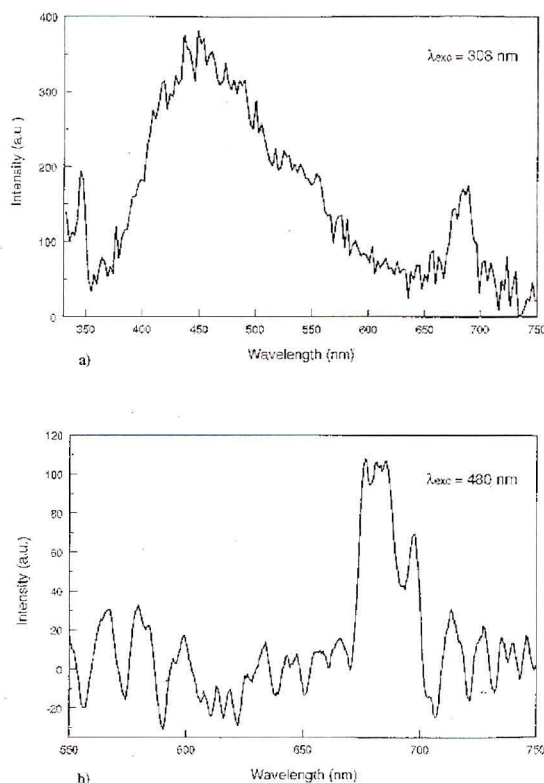 400
300
200
100
0
Intensity (a.u.)
λexc = 308 nm
350 400 450 500 550 600 650 700 750
Wavelength (nm)
a)
120
100
80
60
40
20
0
-20
Intensity (a.u.)
λexc = 480 nm
550 600 650 700 750
Wavelength (nm)
b)